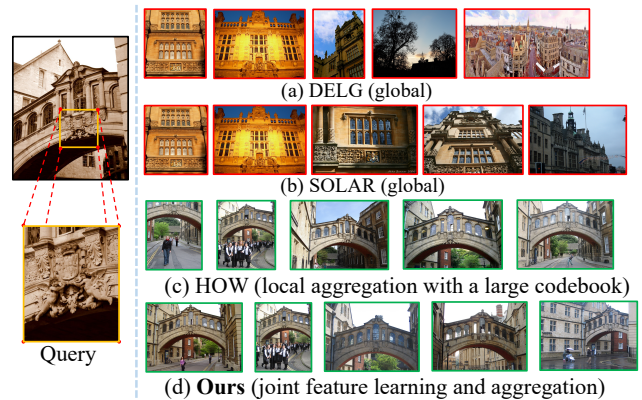 (a) DELG (global)
(b) SOLAR (global)
(c) HOW (local aggregation with a large codebook)
(d) Ours (joint feature learning and aggregation)
Query